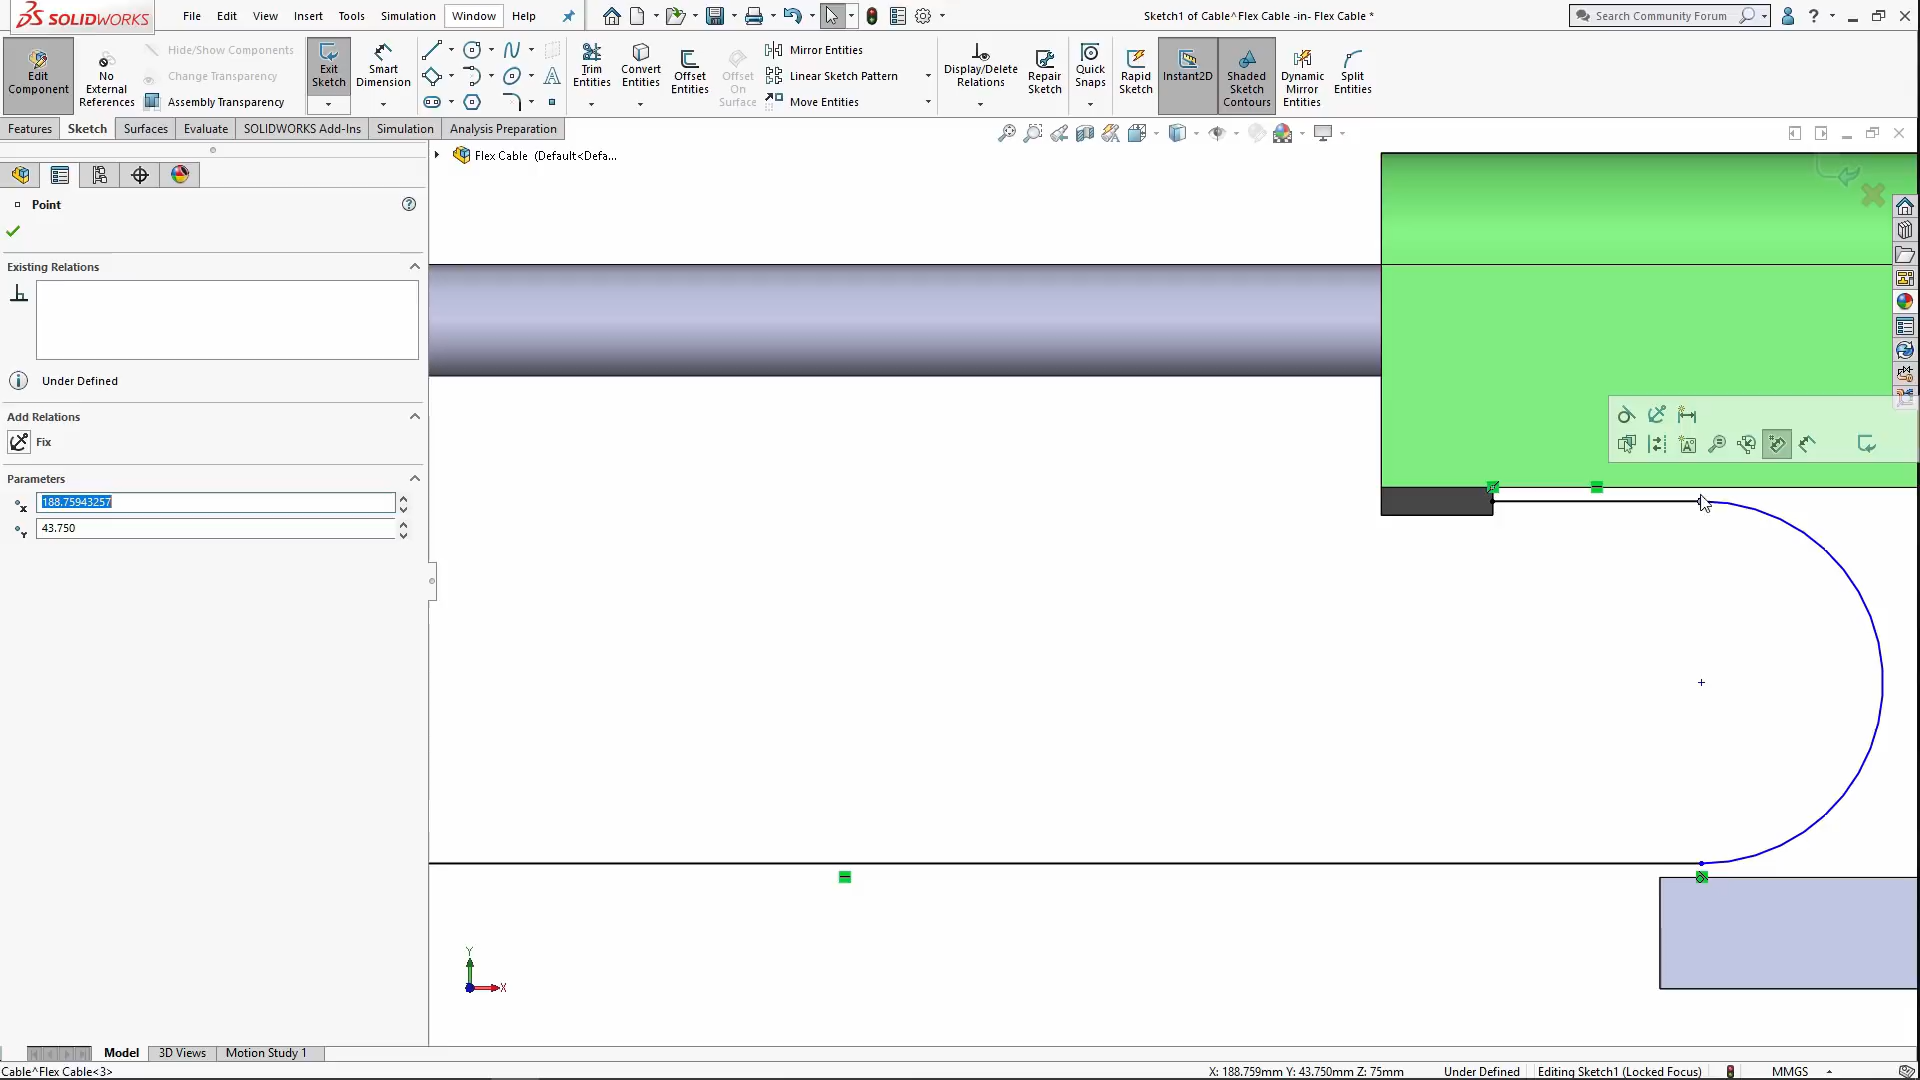 SOLIDWORKS
File Edit View Insert Tools Simulation Window Help
Sketch1 of Cable^Flex Cable -in- Flex Cable *
Search Community Forum
Edit Component
No External References
Hide/Show Components
Change Transparency
Assembly Transparency
Exit Sketch
Smart Dimension
Trim Entities
Convert Entities
Offset Entities
Offset On Surface
Mirror Entities
Linear Sketch Pattern
Move Entities
Display/Delete Relations
Repair Sketch
Quick Snaps
Rapid Sketch
Instant2D
Shaded Sketch Contours
Dynamic Mirror Entities
Split Entities
Features Sketch Surfaces Evaluate SOLIDWORKS Add-Ins Simulation Analysis Preparation
Flex Cable (Default<Defa...
Point
Existing Relations
Under Defined
Add Relations
Fix
Parameters
188.75943257
43.750
Y
X
Model 3D Views Motion Study 1
Cable^Flex Cable<3>
X: 188.759mm Y: 43.750mm Z: 75mm
Under Defined
Editing Sketch1 (Locked Focus)
MMGS